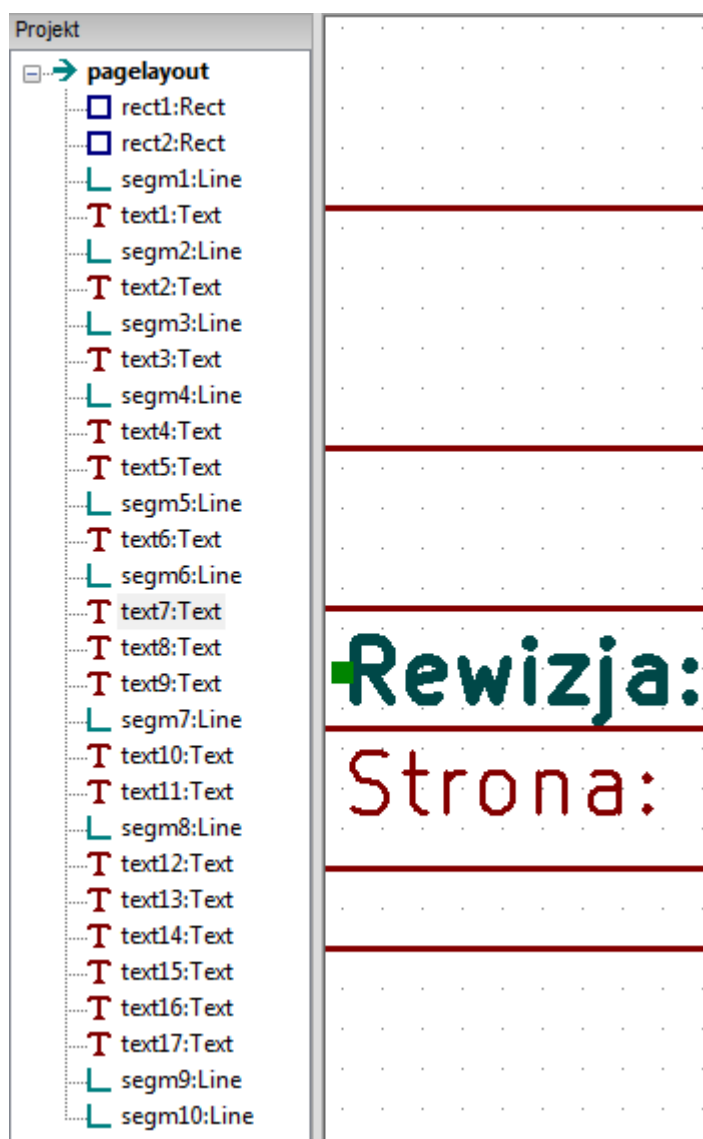 Projekt
pagelayout
rect1:Rect
rect2:Rect
segm1:Line
text1:Text
segm2:Line
text2:Text
segm3:Line
text3:Text
segm4:Line
text4:Text
text5:Text
segm5:Line
text6:Text
segm6:Line
text7:Text
text8:Text
text9:Text
segm7:Line
text10:Text
text11:Text
segm8:Line
text12:Text
text13:Text
text14:Text
text15:Text
text16:Text
text17:Text
segm9:Line
segm10:Line
Rewizja:
Strona: